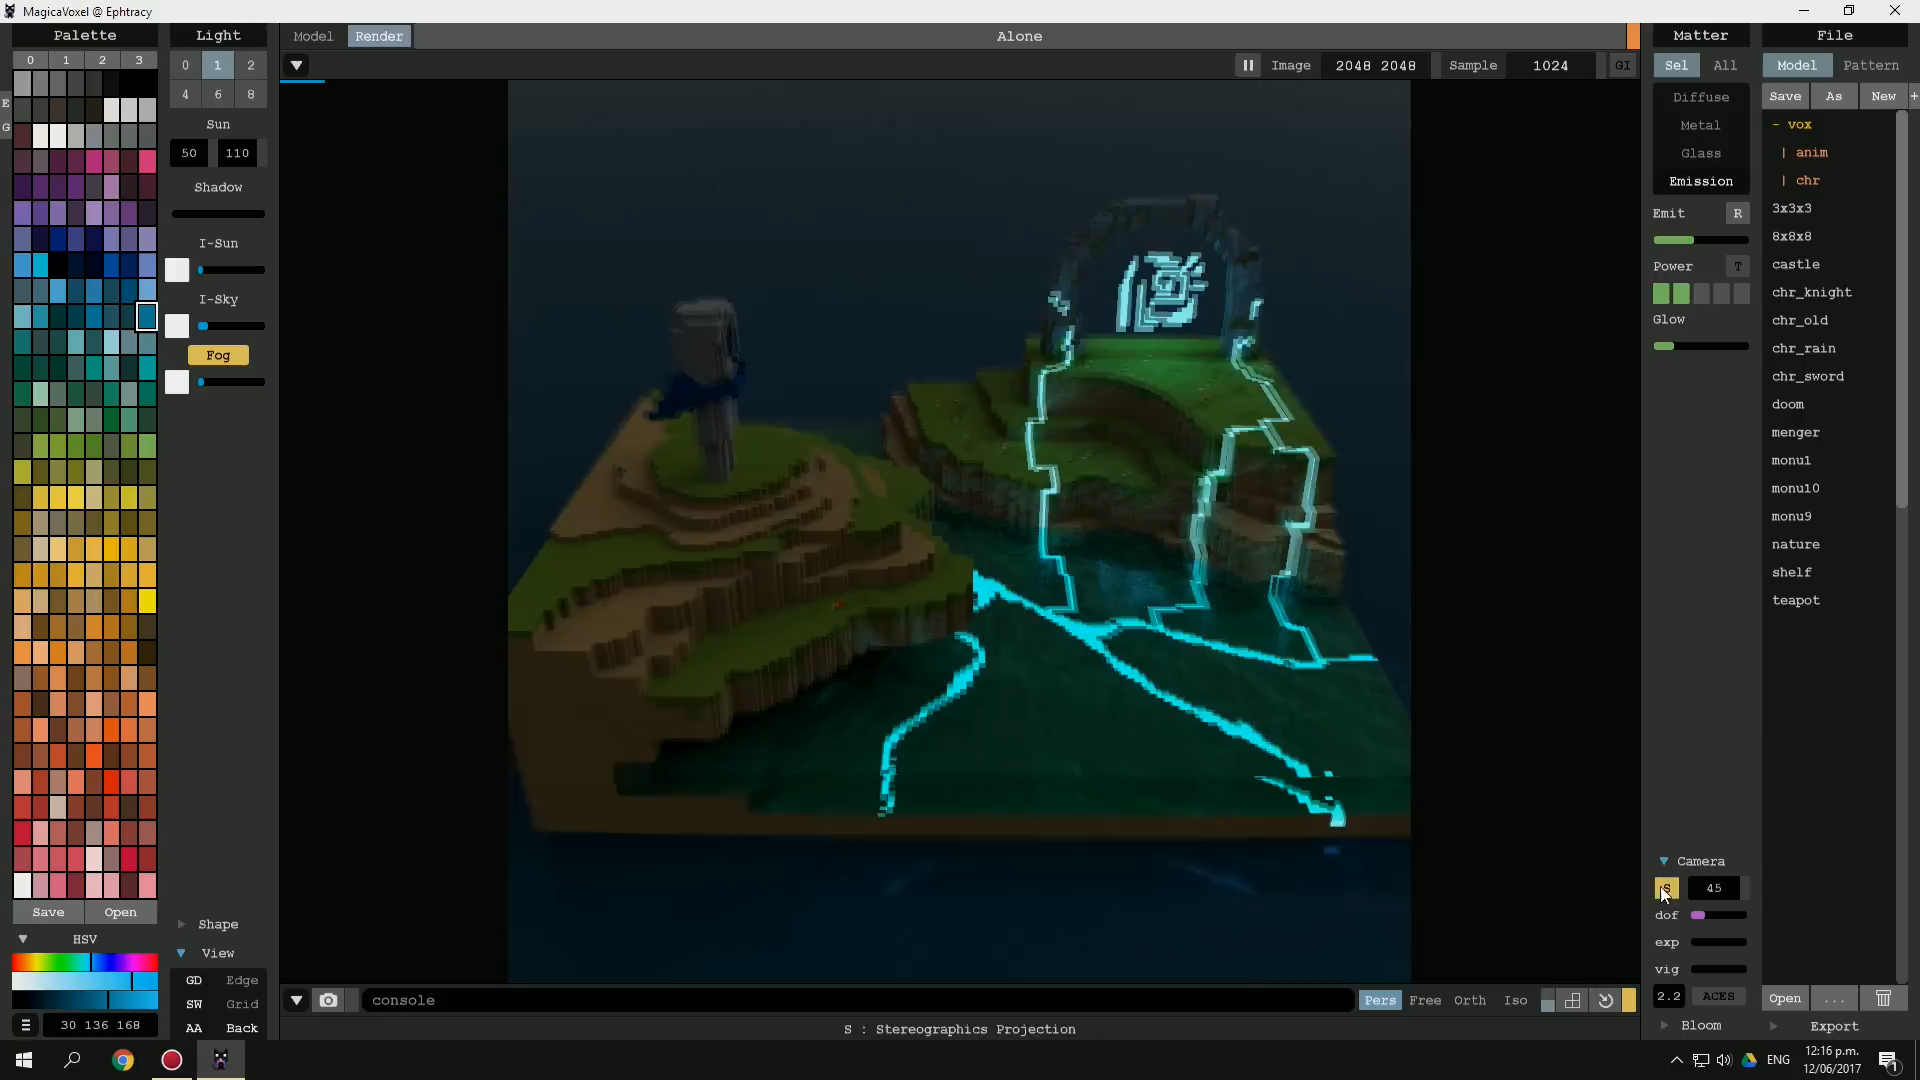 MagicaVoxel @ Ephtracy
Palette
Light
Model
Render
Alone
Matter
File
0 1 2 3
0 1 2
4 6 8
Image 2048 2048 Sample 1024 GI
Sel All
Model Pattern
Save As New +
E
G
Sun
50 110
Shadow
I-Sun
I-Sky
Fog
Diffuse
Metal
Glass
Emission
Emit R
Power T
Glow
- vox
| anim
| chr
3x3x3
8x8x8
castle
chr_knight
chr_old
chr_rain
chr_sword
doom
menger
monu1
monu10
monu9
nature
shelf
teapot
Save Open
HSV
30 136 168
Shape
View
GD Edge
SW Grid
AA Back
Camera
S 45
dof
exp
vig
2.2 ACES
Bloom
Open ...
Export
console
Pers Free Orth Iso
S : Stereographics Projection
ENG
12:16 p.m.
12/06/2017
1